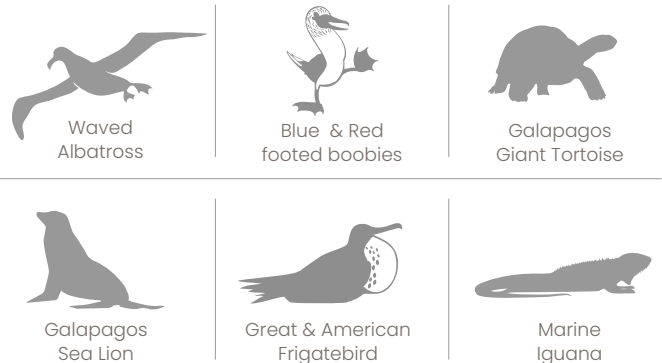 Waved
Albatross
Blue & Red
footed boobies
Galapagos
Giant Tortoise
Galapagos
Sea Lion
Great & American
Frigatebird
Marine
Iguana